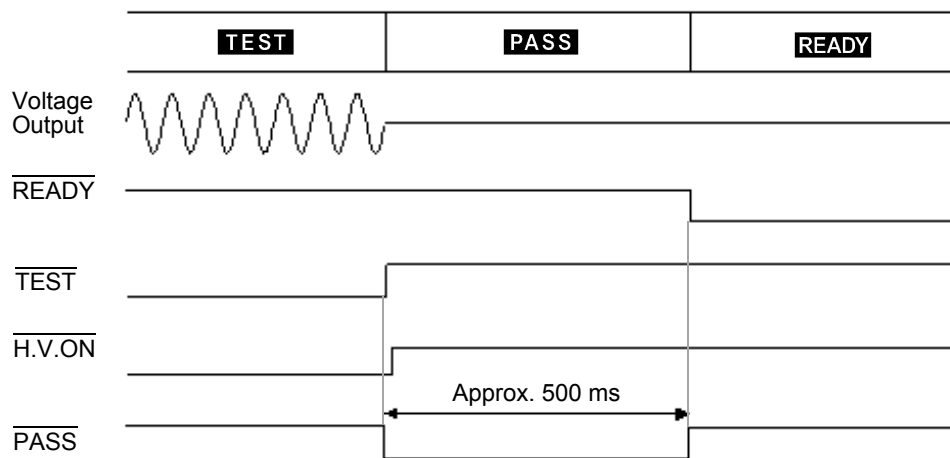 TEST PASS READY
Voltage
Output
READY
TEST
H.V.ON
Approx. 500 ms
PASS